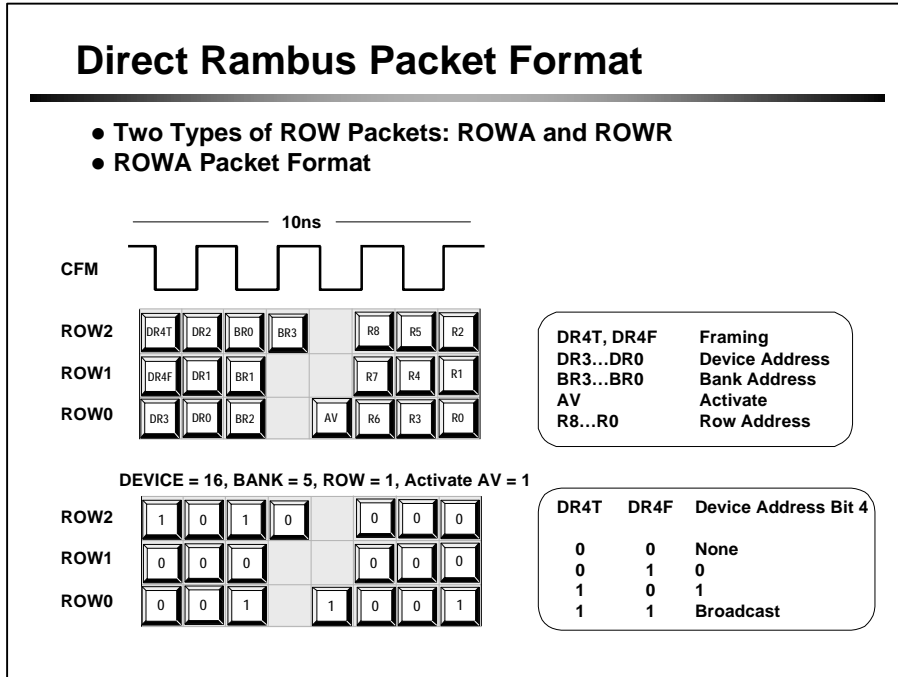 Direct Rambus Packet Format
● Two Types of ROW Packets: ROWA and ROWR
● ROWA Packet Format
10ns
CFM
ROW2 DR4T DR2 BR0 BR3 R8 R5 R2
ROW1 DR4F DR1 BR1 R7 R4 R1
ROW0 DR3 DR0 BR2 AV R6 R3 R0
DR4T, DR4F Framing
DR3...DR0 Device Address
BR3...BR0 Bank Address
AV Activate
R8...R0 Row Address
DEVICE = 16, BANK = 5, ROW = 1, Activate AV = 1
ROW2 1 0 1 0 0 0 0
ROW1 0 0 0 0 0 0
ROW0 0 0 1 1 0 0 1
DR4T DR4F Device Address Bit 4
0 0 None
0 1 0
1 0 1
1 1 Broadcast